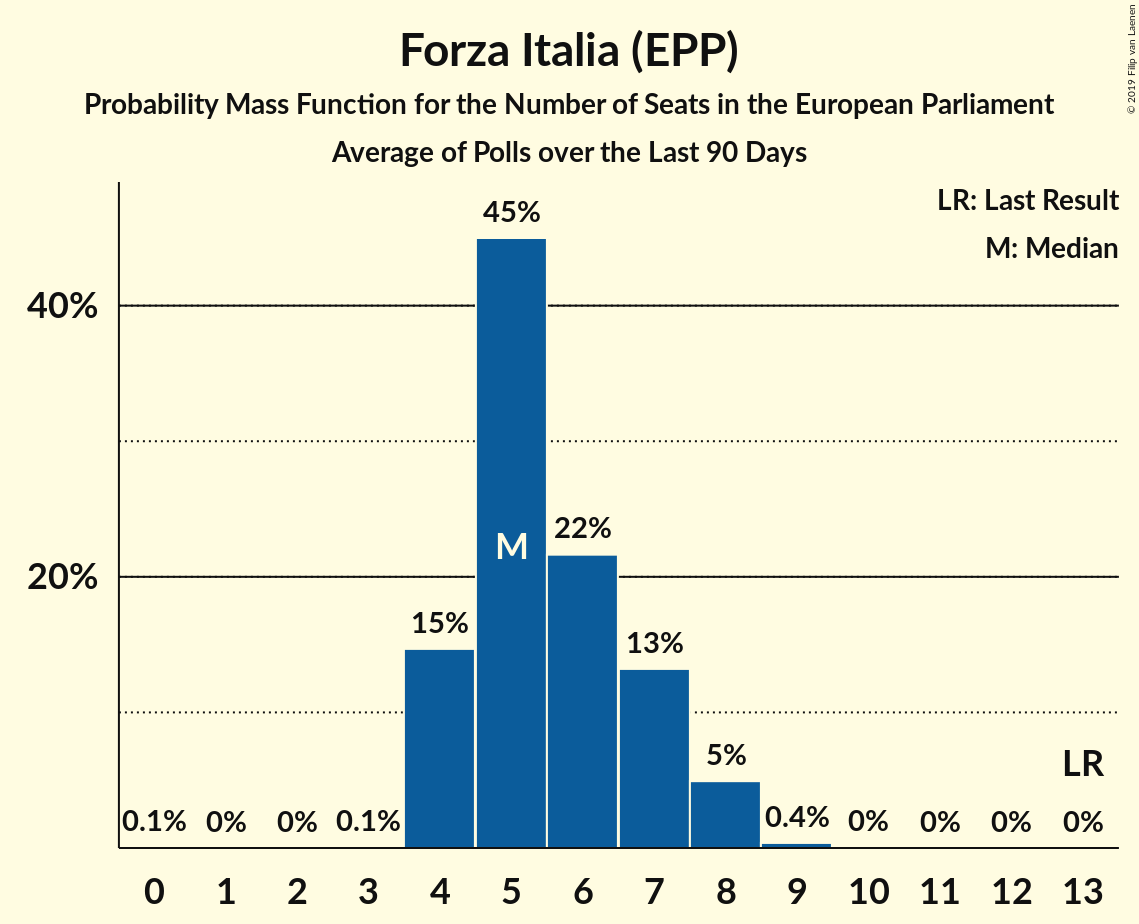 Forza Italia (EPP)
Probability Mass Function for the Number of Seats in the European Parliament
Average of Polls over the Last 90 Days
© 2019 Filip van Laenen
LR: Last Result
M: Median
45%
40%
M
22%
20%
15%
13%
5%
LR
0.1% 0% 0% 0.1% 0.4% 0% 0% 0% 0%
0 1 2 3 4 5 6 7 8 9 10 11 12 13